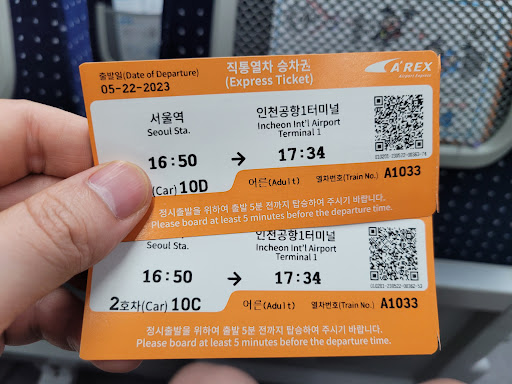 출발일(Date of Departure)
05-22-2023
직통열차 승차권
(Express Ticket)
A'REX
Airport Express
서울역
Seoul Sta.
인천공항1터미널
Incheon Int'l Airport
Terminal 1
16:50 → 17:34
(Car) 10D
어른(Adult)
열차번호(Train No.) A1033
정시출발을 위하여 출발 5분 전까지 탑승하여 주시기 바랍니다.
Please board at least 5 minutes before the departure time.
Seoul Sta.
인천공항1터미널
Incheon Int'l Airport
Terminal 1
16:50 → 17:34
2호차(Car) 10C
어른(Adult)
열차번호(Train No.) A1033
정시출발을 위하여 출발 5분 전까지 탑승하여 주시기 바랍니다.
Please board at least 5 minutes before the departure time.